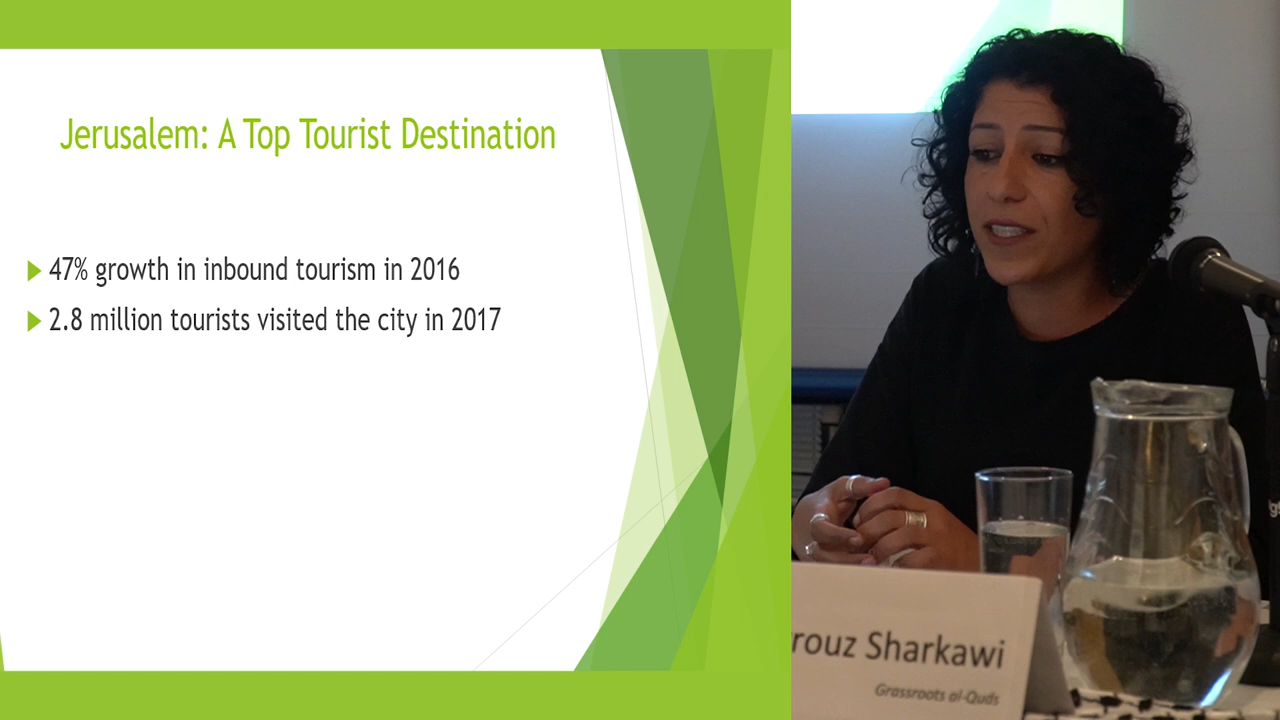 Jerusalem: A Top Tourist Destination
47% growth in inbound tourism in 2016
2.8 million tourists visited the city in 2017
rouz Sharkawi
Grassroots al-Quds